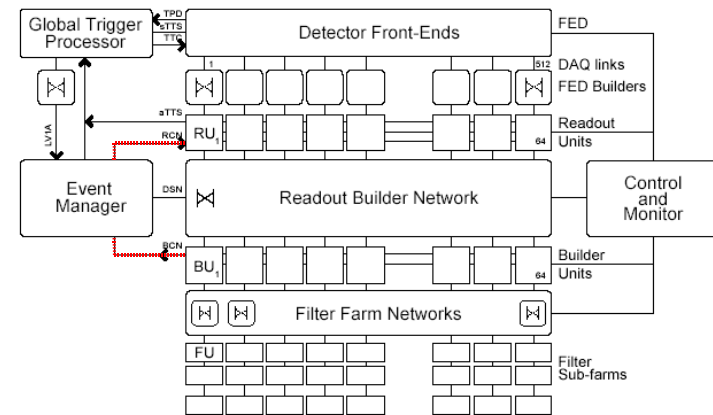 Global Trigger
Processor
TPD
sTTS
TTC
Detector Front-Ends
FED
1
512
DAQ links
FED Builders
LV1A
aTTS
RCN
RU1
64
Readout
Units
Event
Manager
DSN
Readout Builder Network
Control
and
Monitor
BCN
BU1
64
Builder
Units
Filter Farm Networks
FU
Filter
Sub-farms